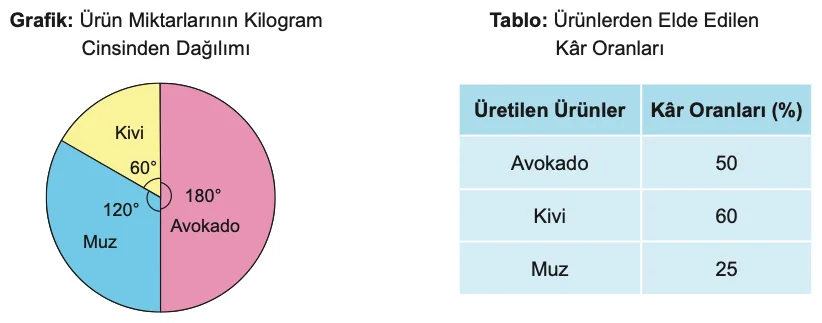 Grafik: Ürün Miktarlarının Kilogram
Cinsinden Dağılımı
Kivi
60°
180°
120°
Avokado
Muz
Tablo: Ürünlerden Elde Edilen
Kâr Oranları
Üretilen Ürünler Kâr Oranları (%)
Avokado 50
Kivi 60
Muz 25